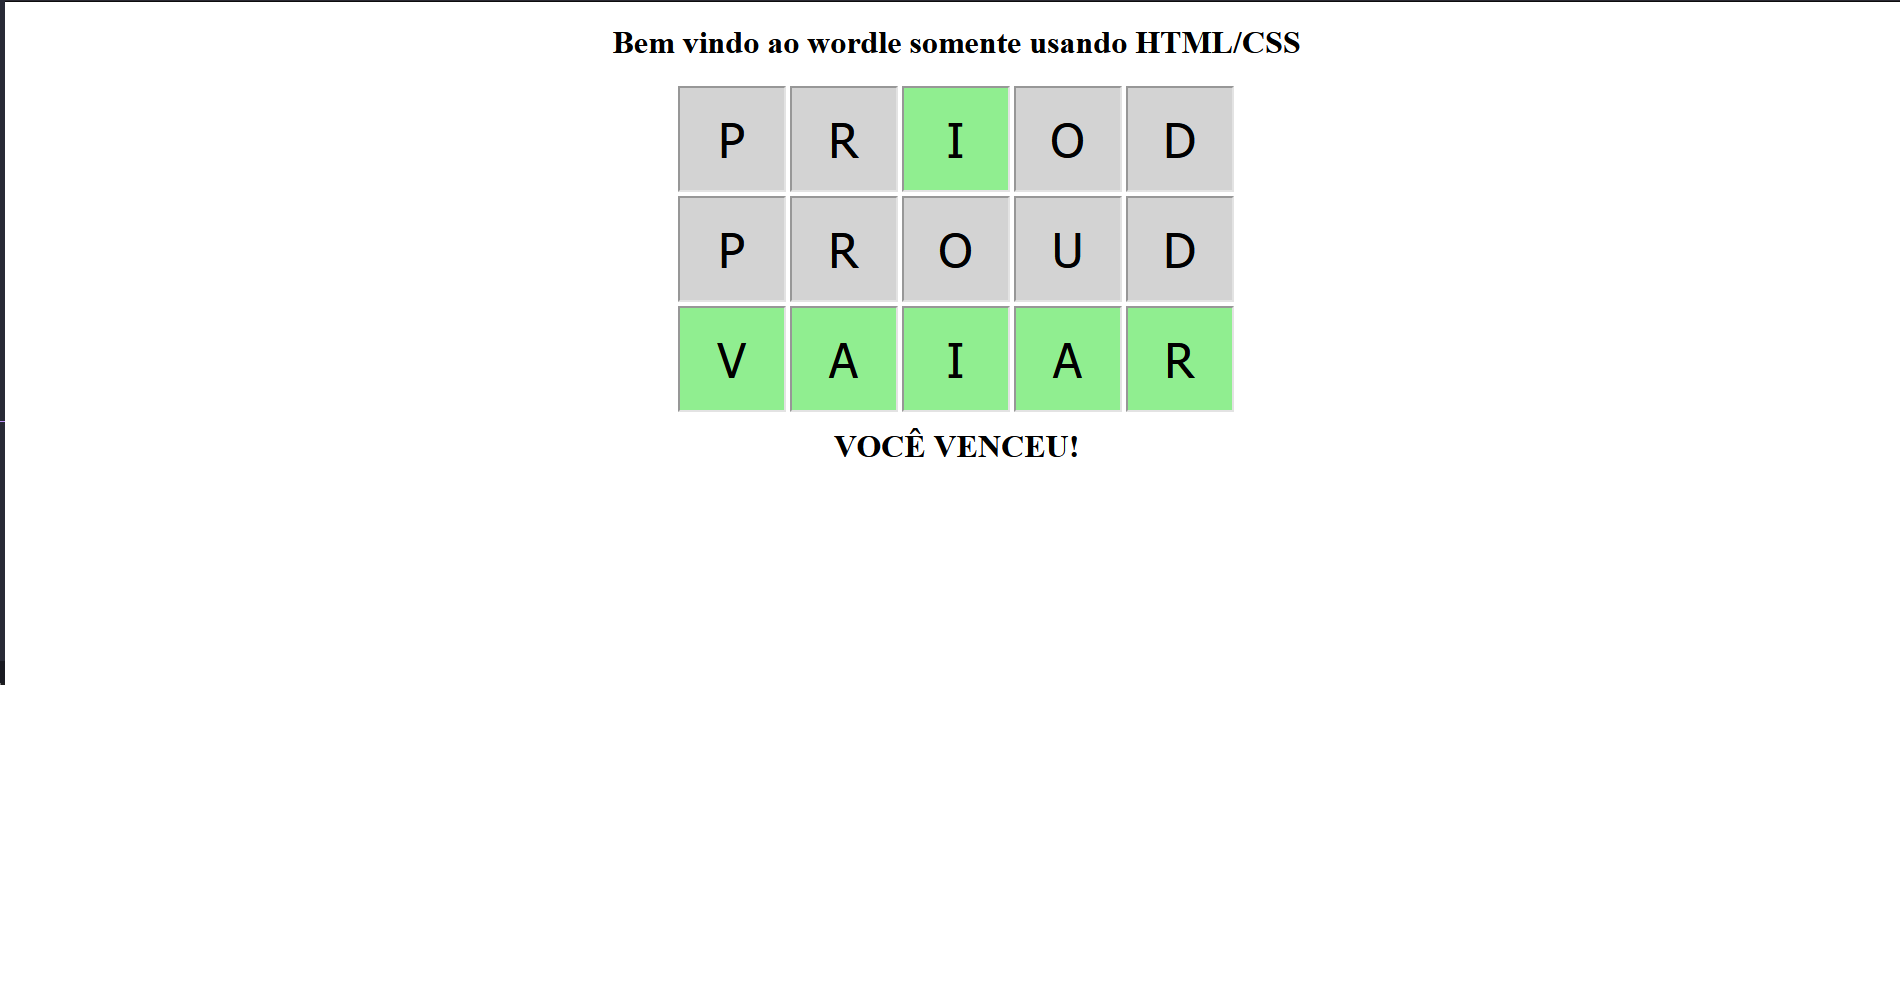 Bem vindo ao wordle somente usando HTML/CSS
P R I O D
P R O U D
V A I A R
VOCÊ VENCEU!